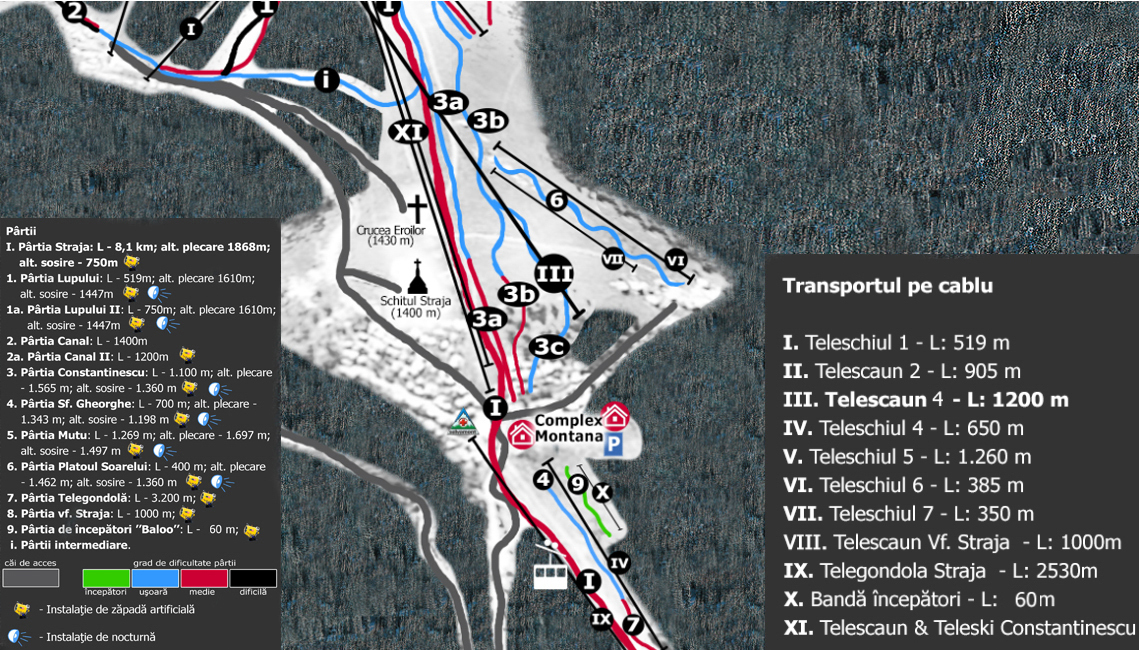 2
I
1
I
i
3a
3b
XI
6
VII
VI
Crucea Eroilor
(1430 m)
III
Schitul Straja
(1400 m)
3b
3a
3c
I
salvamont
Complex
Montana
P
4
9
X
IV
I
IX
7
Pârtii
I. Pârtia Straja: L - 8,1 km; alt. plecare 1868m;
alt. sosire - 750m
1. Pârtia Lupului: L - 519m; alt. plecare 1610m;
alt. sosire - 1447m
1a. Pârtia Lupului II: L - 750m; alt. plecare 1610m;
alt. sosire - 1447m
2. Pârtia Canal: L - 1400m
2a. Pârtia Canal II: L - 1200m
3. Pârtia Constantinescu: L - 1.100 m; alt. plecare
- 1.565 m; alt. sosire - 1.360 m
4. Pârtia Sf. Gheorghe: L - 700 m; alt. plecare -
1.343 m; alt. sosire - 1.198 m
5. Pârtia Mutu: L - 1.269 m; alt. plecare - 1.697 m;
alt. sosire - 1.497 m
6. Pârtia Platoul Soarelui: L - 400 m; alt. plecare
- 1.462 m; alt. sosire - 1.360 m
7. Pârtia Telegondolă: L - 3.200 m;
8. Pârtia vf. Straja: L - 1000 m;
9. Pârtia de începători ”Baloo”: L - 60 m;
i. Pârtii intermediare.
căi de acces
grad de dificultate pârtii
începători ușoară medie dificilă
- Instalație de zăpadă artificială
- Instalație de nocturnă
Transportul pe cablu
I. Teleschiul 1 - L: 519 m
II. Telescaun 2 - L: 905 m
III. Telescaun 4 - L: 1200 m
IV. Teleschiul 4 - L: 650 m
V. Teleschiul 5 - L: 1.260 m
VI. Teleschiul 6 - L: 385 m
VII. Teleschiul 7 - L: 350 m
VIII. Telescaun Vf. Straja - L: 1000m
IX. Telegondola Straja - L: 2530m
X. Bandă începători - L: 60m
XI. Telescaun & Teleski Constantinescu